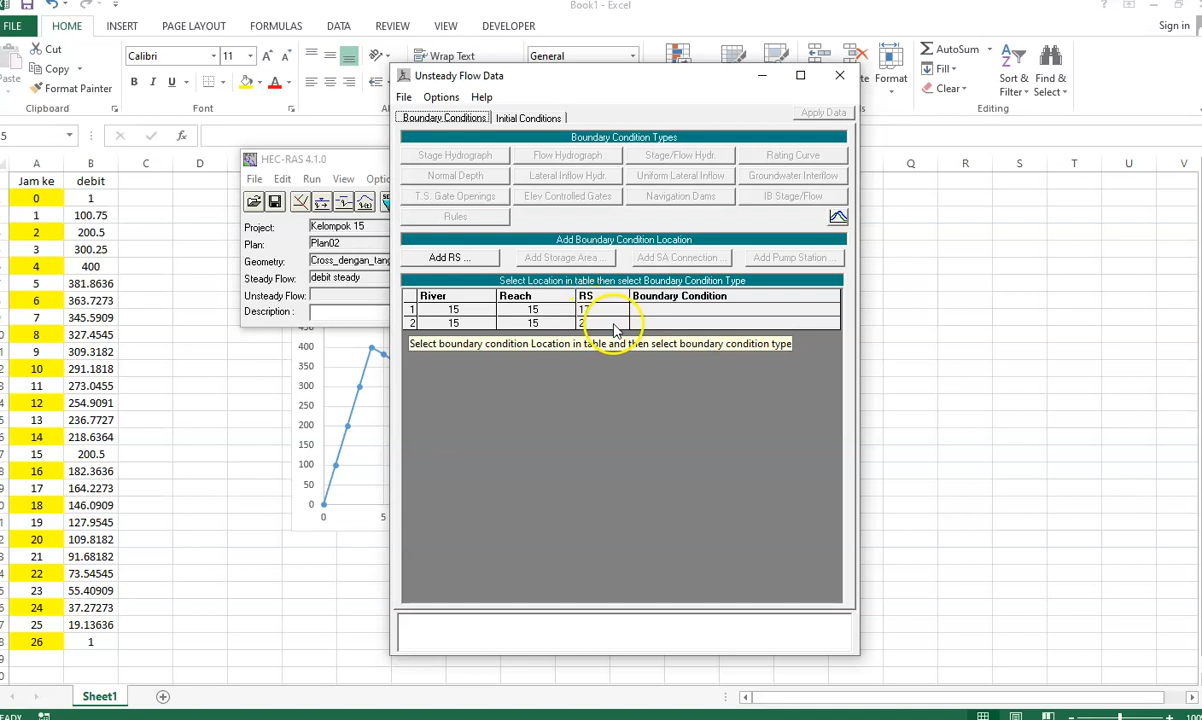 Book1 - Excel
FILE
HOME
INSERT
PAGE LAYOUT
FORMULAS
DATA
REVIEW
VIEW
DEVELOPER
Sign in
Cut
Copy
Format Painter
Clipboard
Calibri
11
B I U
Font
Wrap Text
General
Format
AutoSum
Fill
Clear
Sort & Filter
Find & Select
Editing
A B C D Q R S T U V
Jam ke debit
0 1
1 100.75
2 200.5
3 300.25
4 400
5 381.8636
6 363.7273
7 345.5909
8 327.4545
9 309.3182
10 291.1818
11 273.0455
12 254.9091
13 236.7727
14 218.6364
15 200.5
16 182.3636
17 164.2273
18 146.0909
19 127.9545
20 109.8182
21 91.68182
22 73.54545
23 55.40909
24 37.27273
25 19.13636
26 1
HEC-RAS 4.1.0
File Edit Run View
Project: Kelompok 15
Plan: Plan02
Geometry:
Steady Flow: debit steady
Unsteady Flow:
Description :
400
350
300
250
200
150
100
50
0
0 5
Unsteady Flow Data
File Options Help
Boundary Conditions
Initial Conditions
Apply Data
Boundary Condition Types
Stage Hydrograph
Flow Hydrograph
Stage/Flow Hydr.
Rating Curve
Normal Depth
Lateral Inflow Hydr.
Uniform Lateral Inflow
Groundwater Interflow
T.S. Gate Openings
Elev Controlled Gates
Navigation Dams
IB Stage/Flow
Rules
Add Boundary Condition Location
Add RS ...
Add Storage Area ...
Add SA Connection ...
Add Pump Station ...
Select Location in table then select Boundary Condition Type
River Reach RS Boundary Condition
1 15 15 17
2 15 15 2
Select boundary condition Location in table and then select boundary condition type
Sheet1